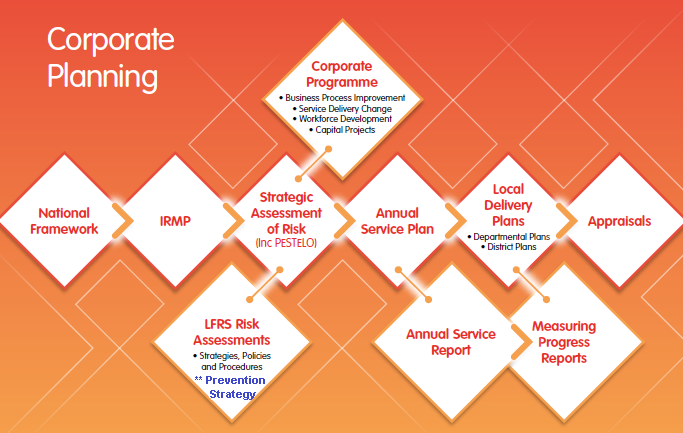 Corporate
Planning
Corporate
Programme
• Business Process Improvement
• Service Delivery Change
• Workforce Development
• Capital Projects
National
Framework
IRMP
Strategic
Assessment
of Risk
(Inc PESTELO)
Annual
Service Plan
Local
Delivery
Plans
• Departmental Plans
• District Plans
Appraisals
LFRS Risk
Assessments
• Strategies, Policies
and Procedures
** Prevention
Strategy
Annual Service
Report
Measuring
Progress
Reports